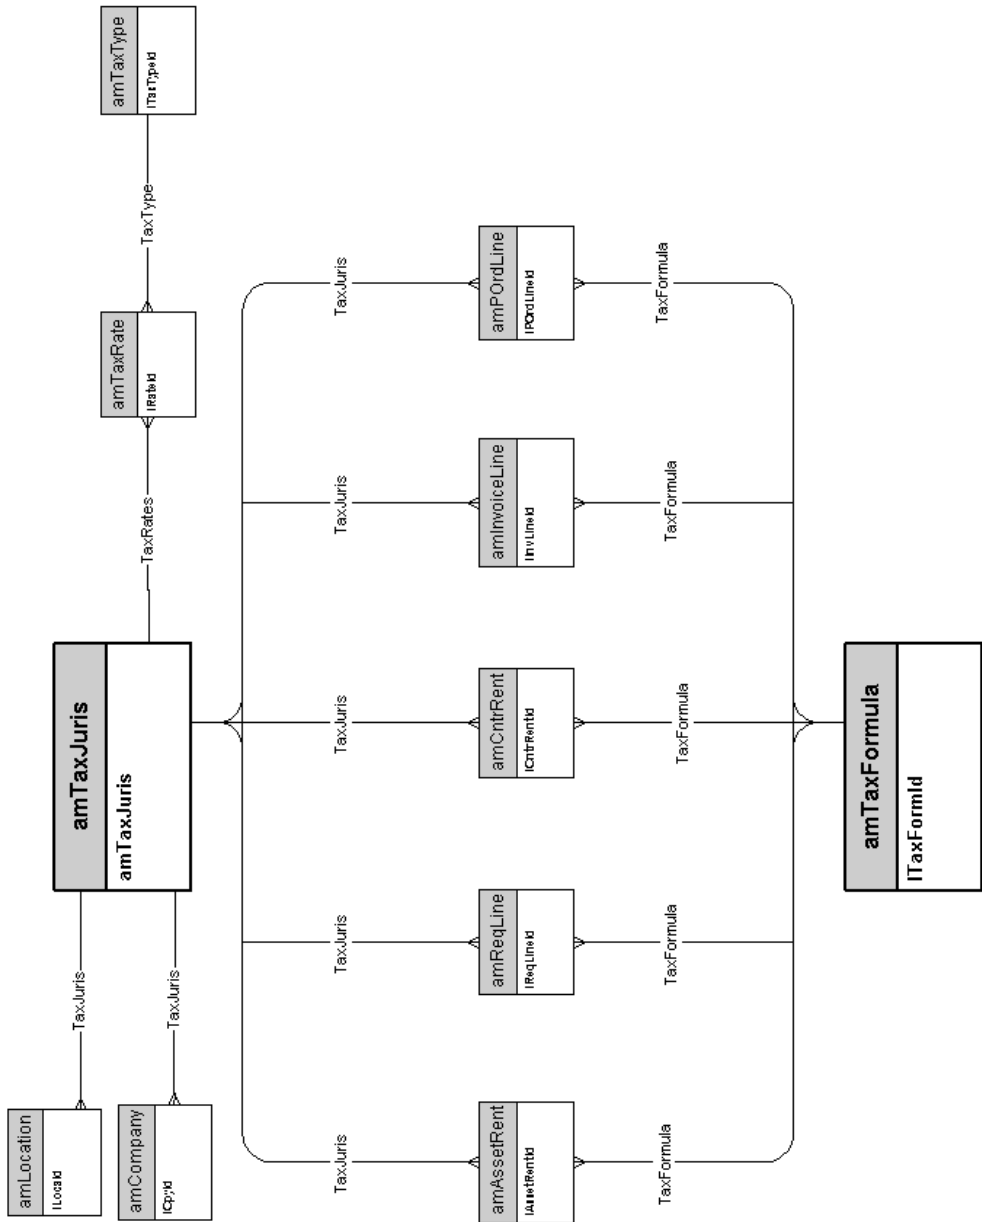 amLocation
lLocaId
TaxJuris
amCompany
lCpyId
TaxJuris
amTaxJuris
amTaxJuris
TaxRates
amTaxRate
lRateId
TaxType
amTaxType
lTaxTypeId
TaxJuris
TaxJuris
TaxJuris
TaxJuris
TaxJuris
amAssetRent
lAssetRentId
amReqLine
lReqLineId
amCntrRent
lCntrRentId
amInvoiceLine
lInvLineId
amPOrdLine
lPOrdLineId
TaxFormula
TaxFormula
TaxFormula
TaxFormula
TaxFormula
amTaxFormula
lTaxFormId